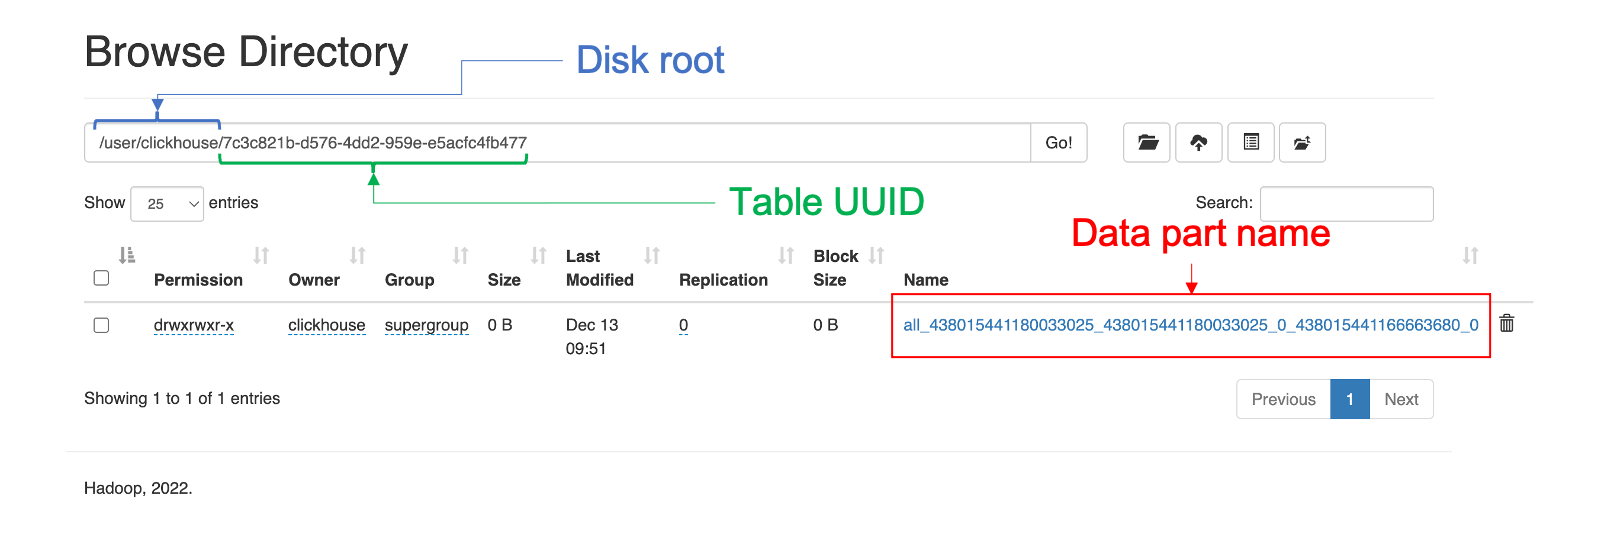 Browse Directory
Disk root
/user/clickhouse/7c3c821b-d576-4dd2-959e-e5acfc4fb477
Go!
Table UUID
Show 25 entries
Search:
Data part name
Permission Owner Group Size Last Modified Replication Block Size Name
drwxrwxr-x clickhouse supergroup 0 B Dec 13 09:51 0 0 B all_438015441180033025_438015441180033025_0_438015441166663680_0
Showing 1 to 1 of 1 entries
Previous 1 Next
Hadoop, 2022.